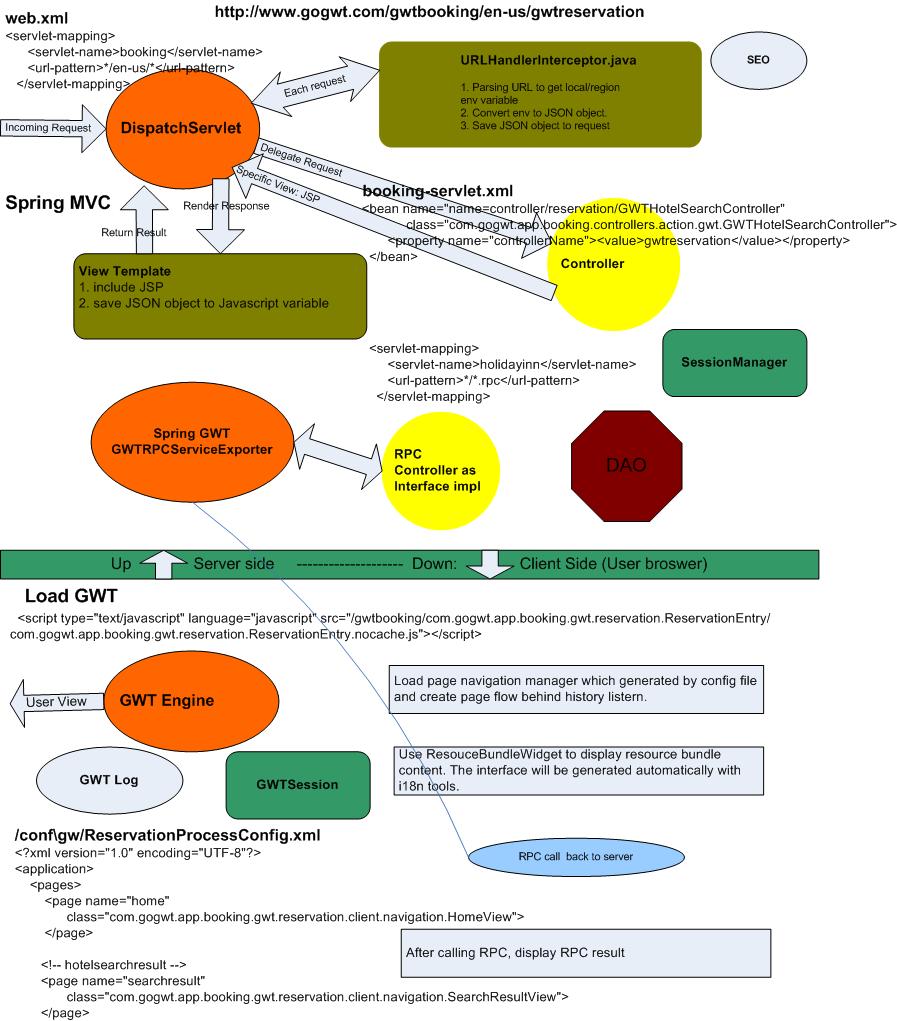 http://www.gogwt.com/gwtbooking/en-us/gwtreservation
web.xml
<servlet-mapping>
<servlet-name>booking</servlet-name>
<url-pattern>*/en-us/*</url-pattern>
</servlet-mapping>
Incoming Request
DispatchServlet
Each request
URLHandlerInterceptor.java
1. Parsing URL to get local/region
env variable
2. Convert env to JSON object.
3. Save JSON object to request
SEO
Delegate Request
Specific View: JSP
Spring MVC
Return Result
Render Response
booking-servlet.xml
<bean name="name=controller/reservation/GWTHotelSearchController"
class="com.gogwt.app.booking.controllers.action.gwt.GWTHotelSearchController">
<property name="controllerName"><value>gwtreservation</value></property>
</bean>
Controller
View Template
1. include JSP
2. save JSON object to Javascript variable
<servlet-mapping>
<servlet-name>holidayinn</servlet-name>
<url-pattern>*/*.rpc</url-pattern>
</servlet-mapping>
SessionManager
Spring GWT
GWTRPCServiceExporter
RPC
Controller as
Interface impl
DAO
Up Server side -------------------- Down: Client Side (User broswer)
Load GWT
<script type="text/javascript" language="javascript" src="/gwtbooking/com.gogwt.app.booking.gwt.reservation.ReservationEntry/
com.gogwt.app.booking.gwt.reservation.ReservationEntry.nocache.js"></script>
User View
GWT Engine
Load page navigation manager which generated by config file
and create page flow behind history listern.
GWT Log
GWTSession
Use ResouceBundleWidget to display resource bundle
content. The interface will be generated automatically with
i18n tools.
/conf\gw/ReservationProcessConfig.xml
<?xml version="1.0" encoding="UTF-8"?>
<application>
<pages>
<page name="home"
class="com.gogwt.app.booking.gwt.reservation.client.navigation.HomeView">
</page>
RPC call back to server
After calling RPC, display RPC result
<!-- hotelsearchresult -->
<page name="searchresult"
class="com.gogwt.app.booking.gwt.reservation.client.navigation.SearchResultView">
</page>